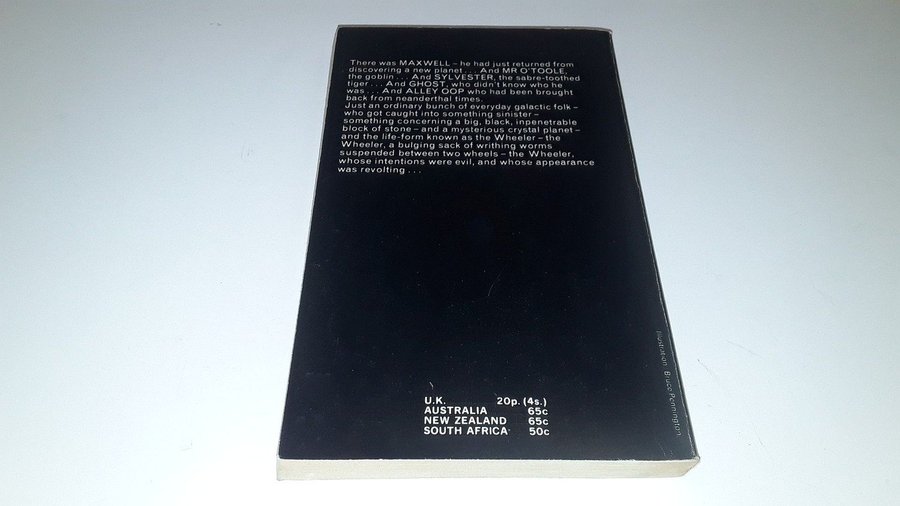 There was MAXWELL – he had just returned from
discovering a new planet . . . And MR O'TOOLE,
the goblin . . . And SYLVESTER, the sabre-toothed
tiger . . . And GHOST, who didn't know who he
was . . . And ALLEY OOP who had been brought
back from neanderthal times.
Just an ordinary bunch of everyday galactic folk –
who got caught into something sinister –
something concerning a big, black, inpenetrable
block of stone – and a mysterious crystal planet –
and the life-form known as the Wheeler – the
Wheeler, a bulging sack of writhing worms
suspended between two wheels – the Wheeler,
whose intentions were evil, and whose appearance
was revolting . . .
U.K. 20p. (4s.)
AUSTRALIA 65c
NEW ZEALAND 65c
SOUTH AFRICA 50c
Illustration Bruce Pennington